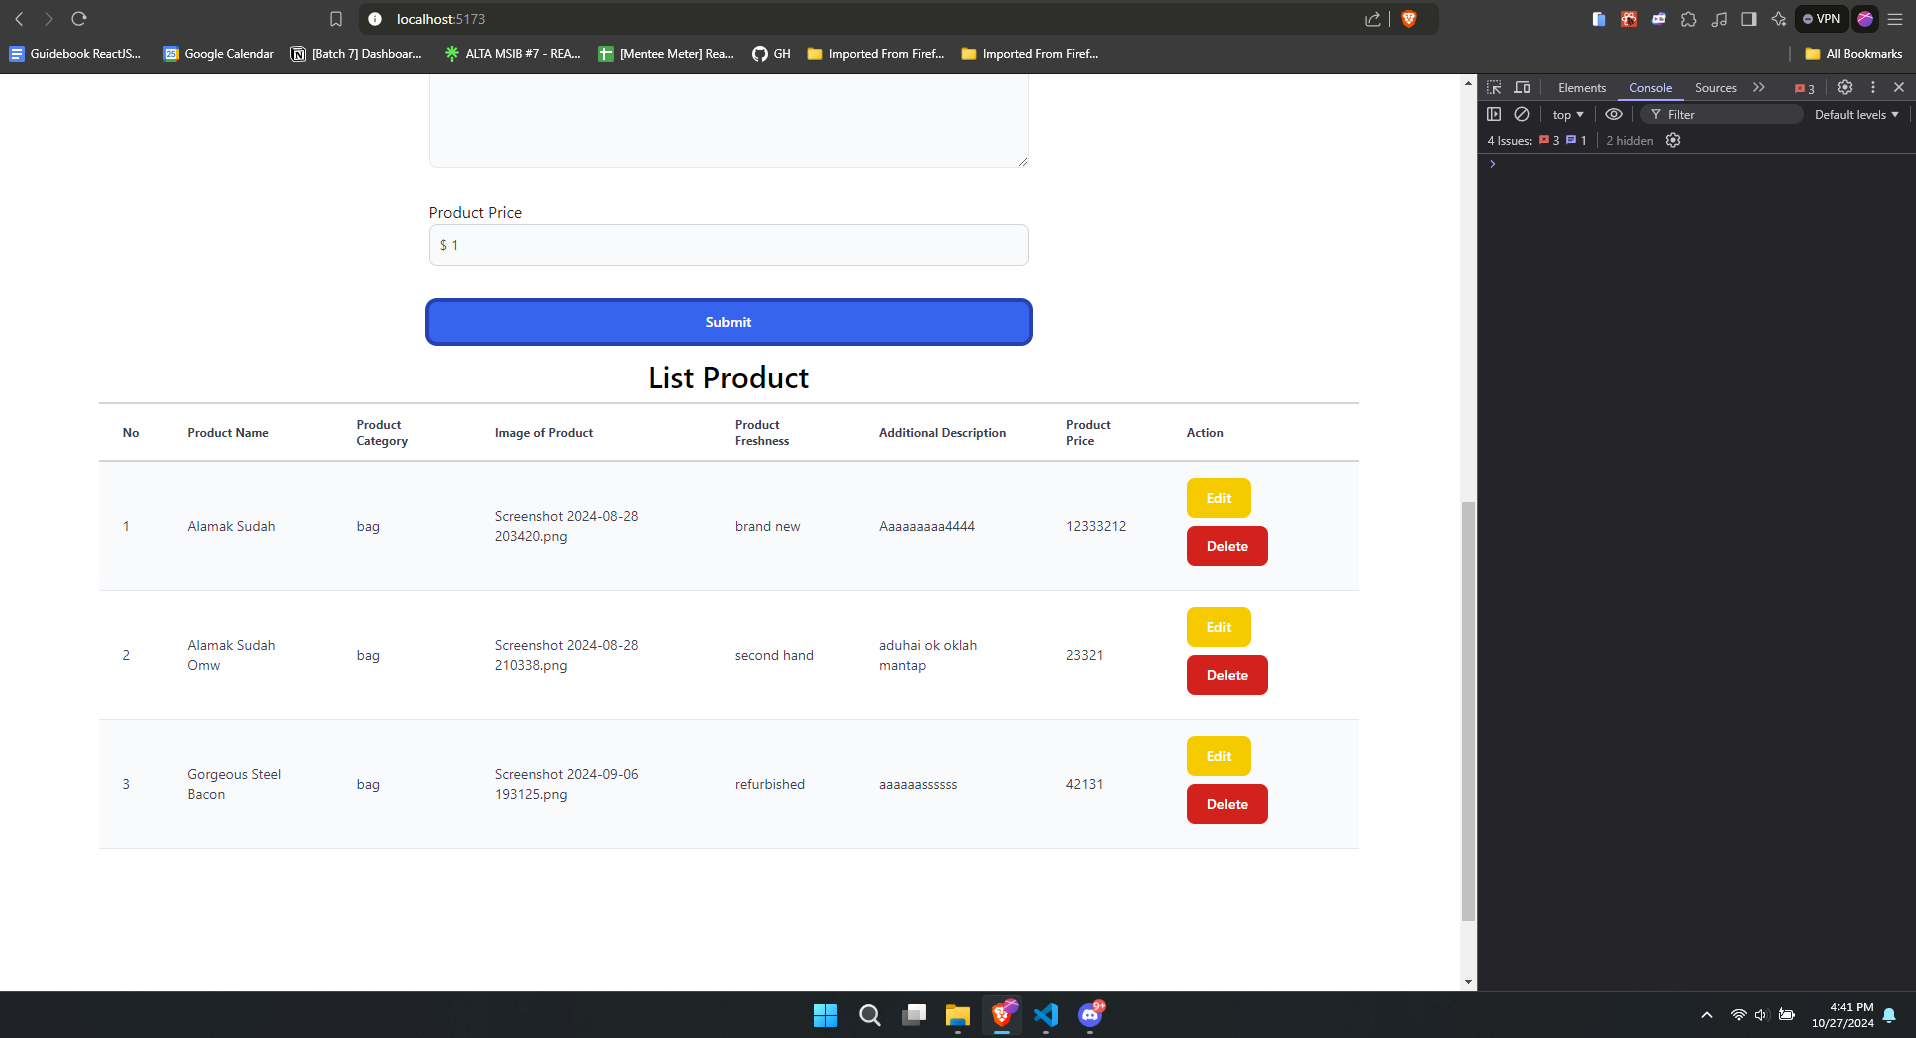 localhost:5173
VPN
Guidebook ReactJS...
Google Calendar
[Batch 7] Dashboar...
ALTA MSIB #7 - REA...
[Mentee Meter] Rea...
GH
Imported From Firef...
Imported From Firef...
All Bookmarks
Elements
Console
Sources
3
top
Filter
Default levels
4 Issues:
3
1
2 hidden
Product Price
$ 1
Submit
List Product
No
Product Name
Product
Category
Image of Product
Product
Freshness
Additional Description
Product
Price
Action
1
Alamak Sudah
bag
Screenshot 2024-08-28
203420.png
brand new
Aaaaaaaaa4444
12333212
Edit
Delete
2
Alamak Sudah
Omw
bag
Screenshot 2024-08-28
210338.png
second hand
aduhai ok oklah
mantap
23321
Edit
Delete
3
Gorgeous Steel
Bacon
bag
Screenshot 2024-09-06
193125.png
refurbished
aaaaaassssss
42131
Edit
Delete
9+
4:41 PM
10/27/2024